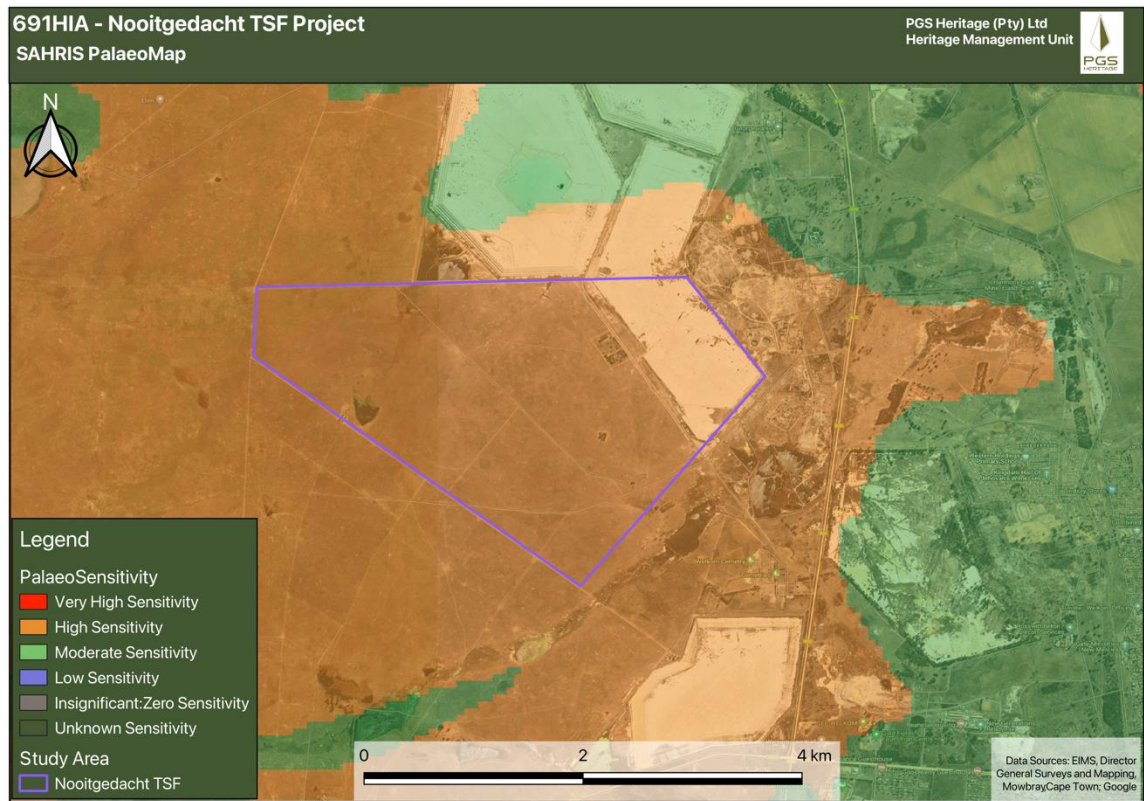 691HIA - Nooitgedacht TSF Project
SAHRIS PalaeoMap
PGS Heritage (Pty) Ltd
Heritage Management Unit
PGS
HERITAGE
N
Legend
PalaeoSensitivity
Very High Sensitivity
High Sensitivity
Moderate Sensitivity
Low Sensitivity
Insignificant:Zero Sensitivity
Unknown Sensitivity
Study Area
Nooitgedacht TSF
0 2 4 km
Data Sources: EIMS, Director
General Surveys and Mapping,
Mowbray,Cape Town; Google